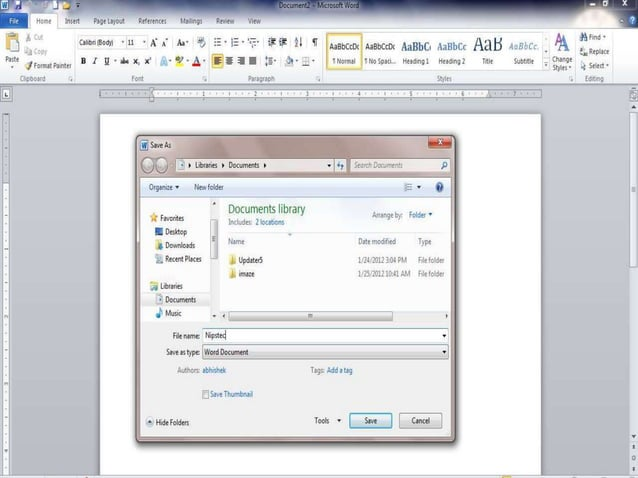 Document2 - Microsoft Word
File Home Insert Page Layout References Mailings Review View
Cut
Copy
Format Painter
Paste
Calibri (Body) 11
AaBbCcDc AaBbCcDc AaBbC AaBbCc AaB AaBbCc.
¶ Normal ¶ No Spaci... Heading 1 Heading 2 Title Subtitle
Change Styles
Find
Replace
Select
Clipboard Font Paragraph Styles Editing
Save As
Libraries Documents
Search Documents
Organize New folder
Favorites
Desktop
Downloads
Recent Places
Libraries
Documents
Music
Documents library
Includes: 2 locations
Arrange by: Folder
Name Date modified Type
Updater5 1/24/2012 3:04 PM File folder
imaze 1/25/2012 10:41 AM File folder
File name: Nipstec
Save as type: Word Document
Authors: abhishek Tags: Add a tag
Save Thumbnail
Hide Folders Tools Save Cancel